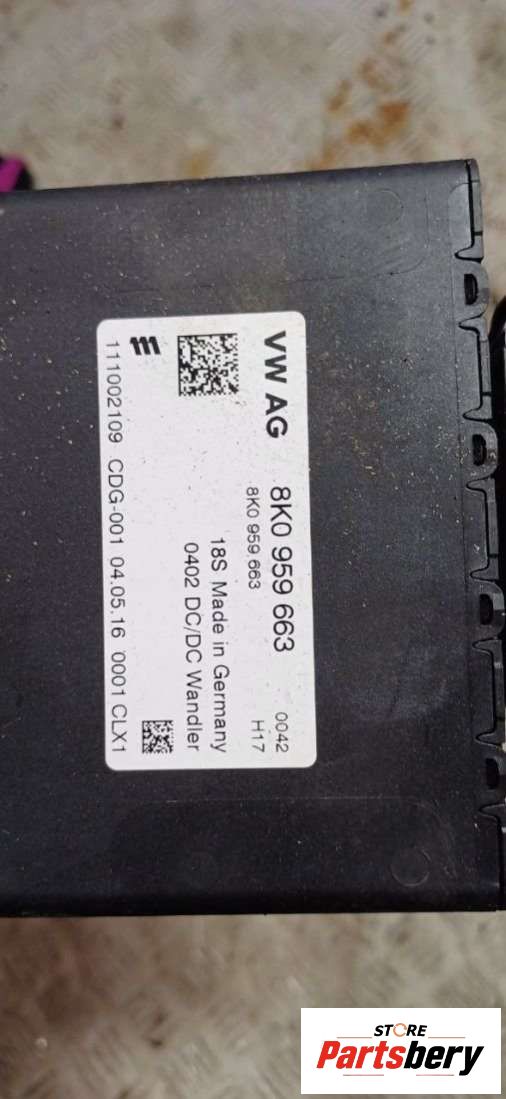 VW AG 8K0 959 663 0042
8K0 959 663 H17
18S Made in Germany
0402 DC/DC Wandler
111002109 CDG-001 04.05.16 0001 CLX1
STORE
Partsbery